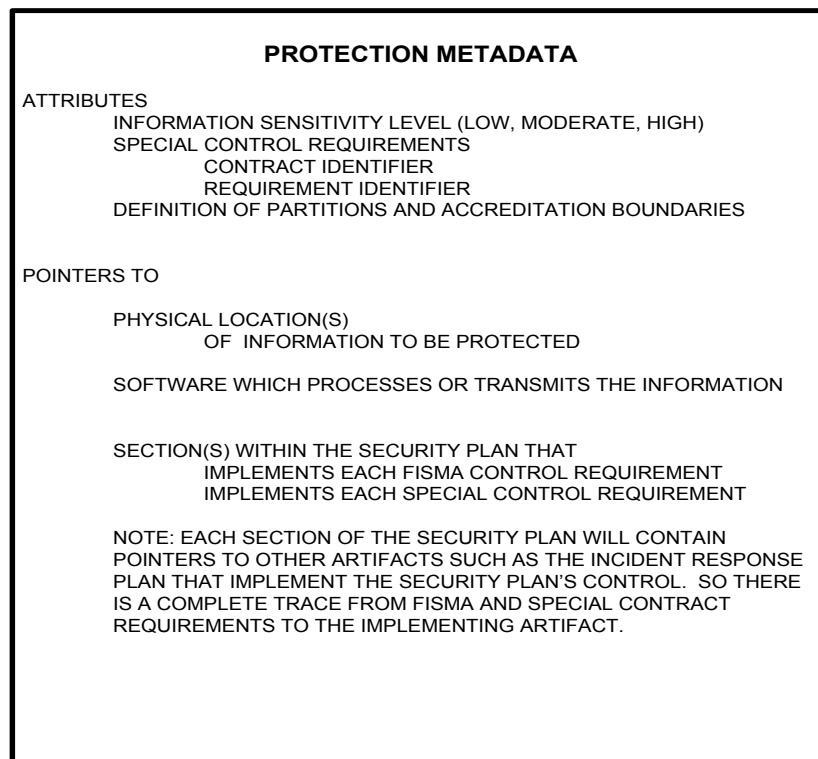 PROTECTION METADATA
ATTRIBUTES
INFORMATION SENSITIVITY LEVEL (LOW, MODERATE, HIGH)
SPECIAL CONTROL REQUIREMENTS
CONTRACT IDENTIFIER
REQUIREMENT IDENTIFIER
DEFINITION OF PARTITIONS AND ACCREDITATION BOUNDARIES
POINTERS TO
PHYSICAL LOCATION(S)
OF INFORMATION TO BE PROTECTED
SOFTWARE WHICH PROCESSES OR TRANSMITS THE INFORMATION
SECTION(S) WITHIN THE SECURITY PLAN THAT
IMPLEMENTS EACH FISMA CONTROL REQUIREMENT
IMPLEMENTS EACH SPECIAL CONTROL REQUIREMENT
NOTE: EACH SECTION OF THE SECURITY PLAN WILL CONTAIN
POINTERS TO OTHER ARTIFACTS SUCH AS THE INCIDENT RESPONSE
PLAN THAT IMPLEMENT THE SECURITY PLAN'S CONTROL. SO THERE
IS A COMPLETE TRACE FROM FISMA AND SPECIAL CONTRACT
REQUIREMENTS TO THE IMPLEMENTING ARTIFACT.